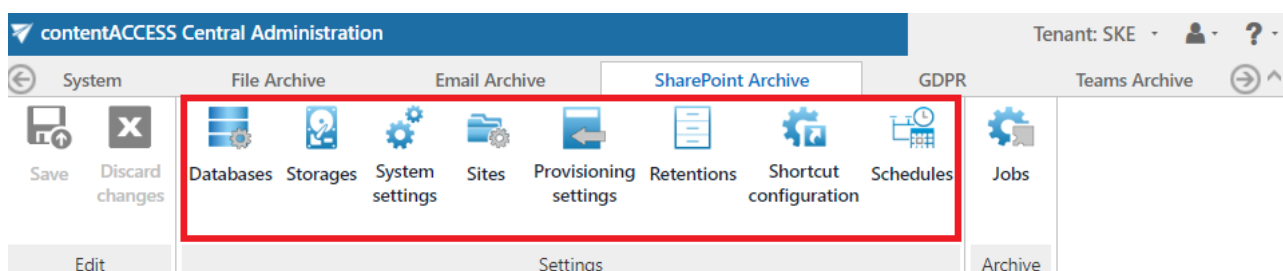 contentACCESS Central Administration
Tenant: SKE
?
System
File Archive
Email Archive
SharePoint Archive
GDPR
Teams Archive
Save
Discard
changes
Databases
Storages
System
settings
Sites
Provisioning
settings
Retentions
Shortcut
configuration
Schedules
Jobs
Edit
Settings
Archive